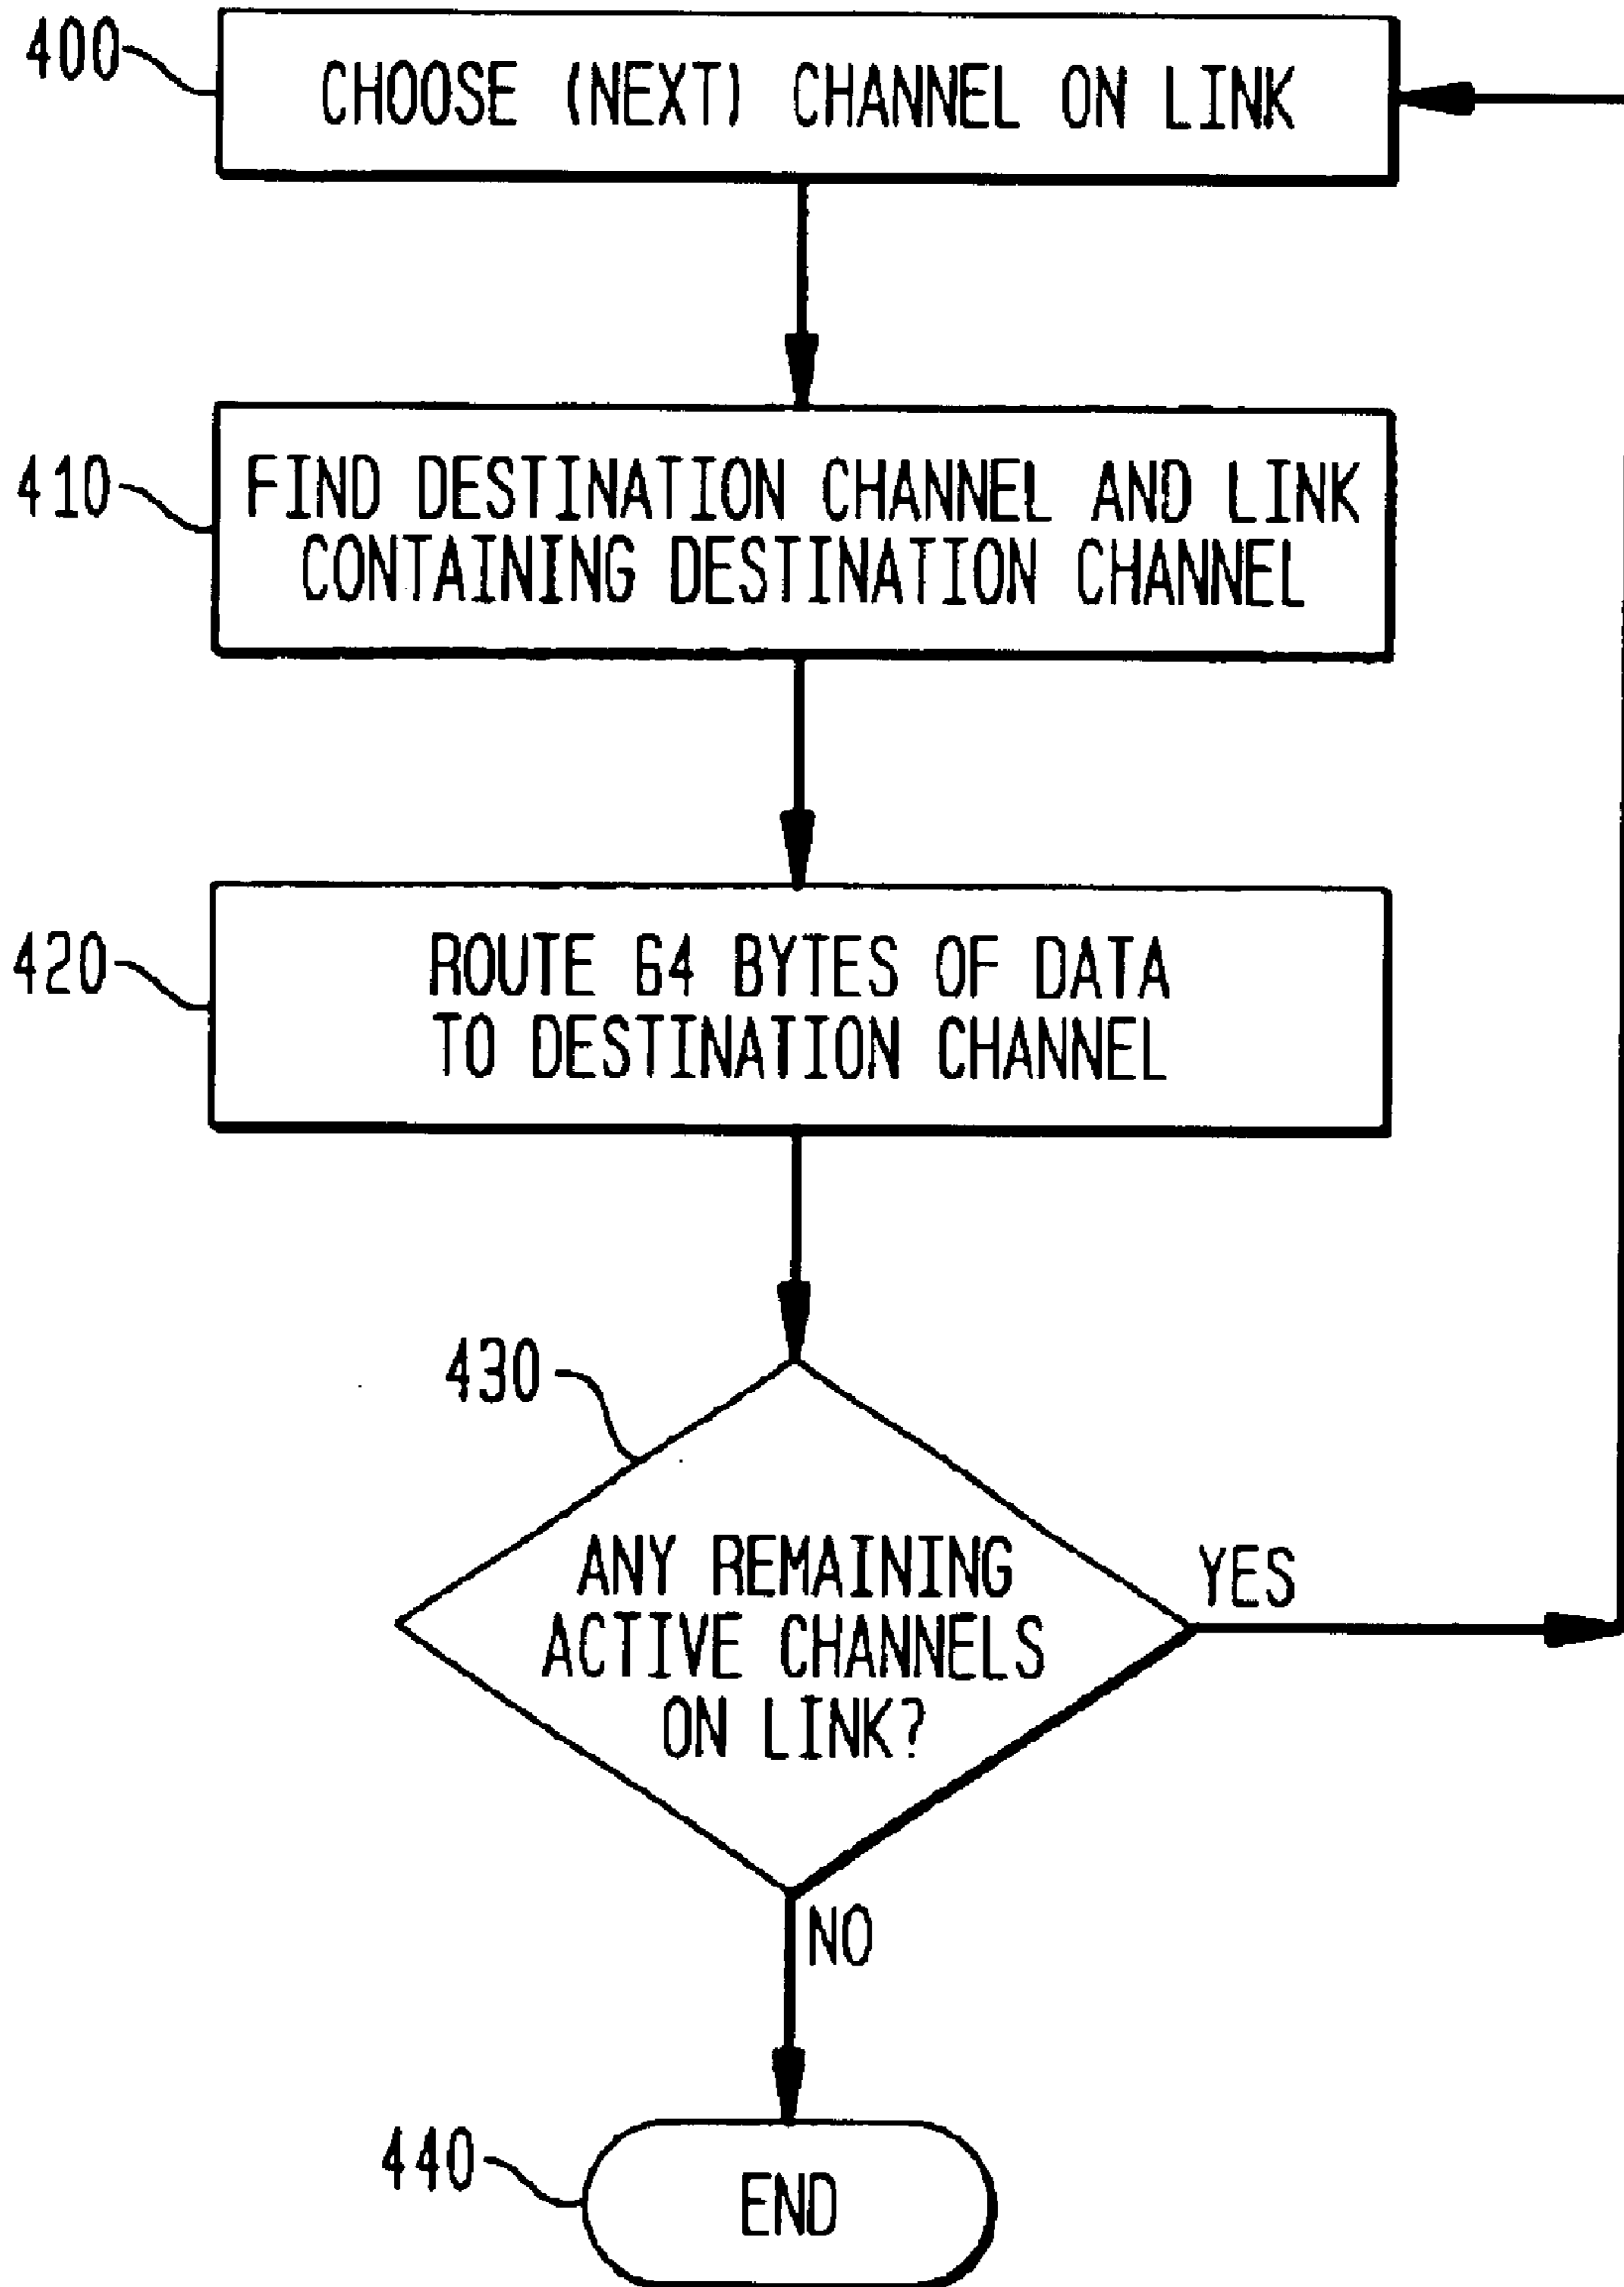 400
CHOOSE (NEXT) CHANNEL ON LINK
410
FIND DESTINATION CHANNEL AND LINK
CONTAINING DESTINATION CHANNEL
420
ROUTE 64 BYTES OF DATA
TO DESTINATION CHANNEL
430
ANY REMAINING
ACTIVE CHANNELS
ON LINK?
YES
NO
440
END